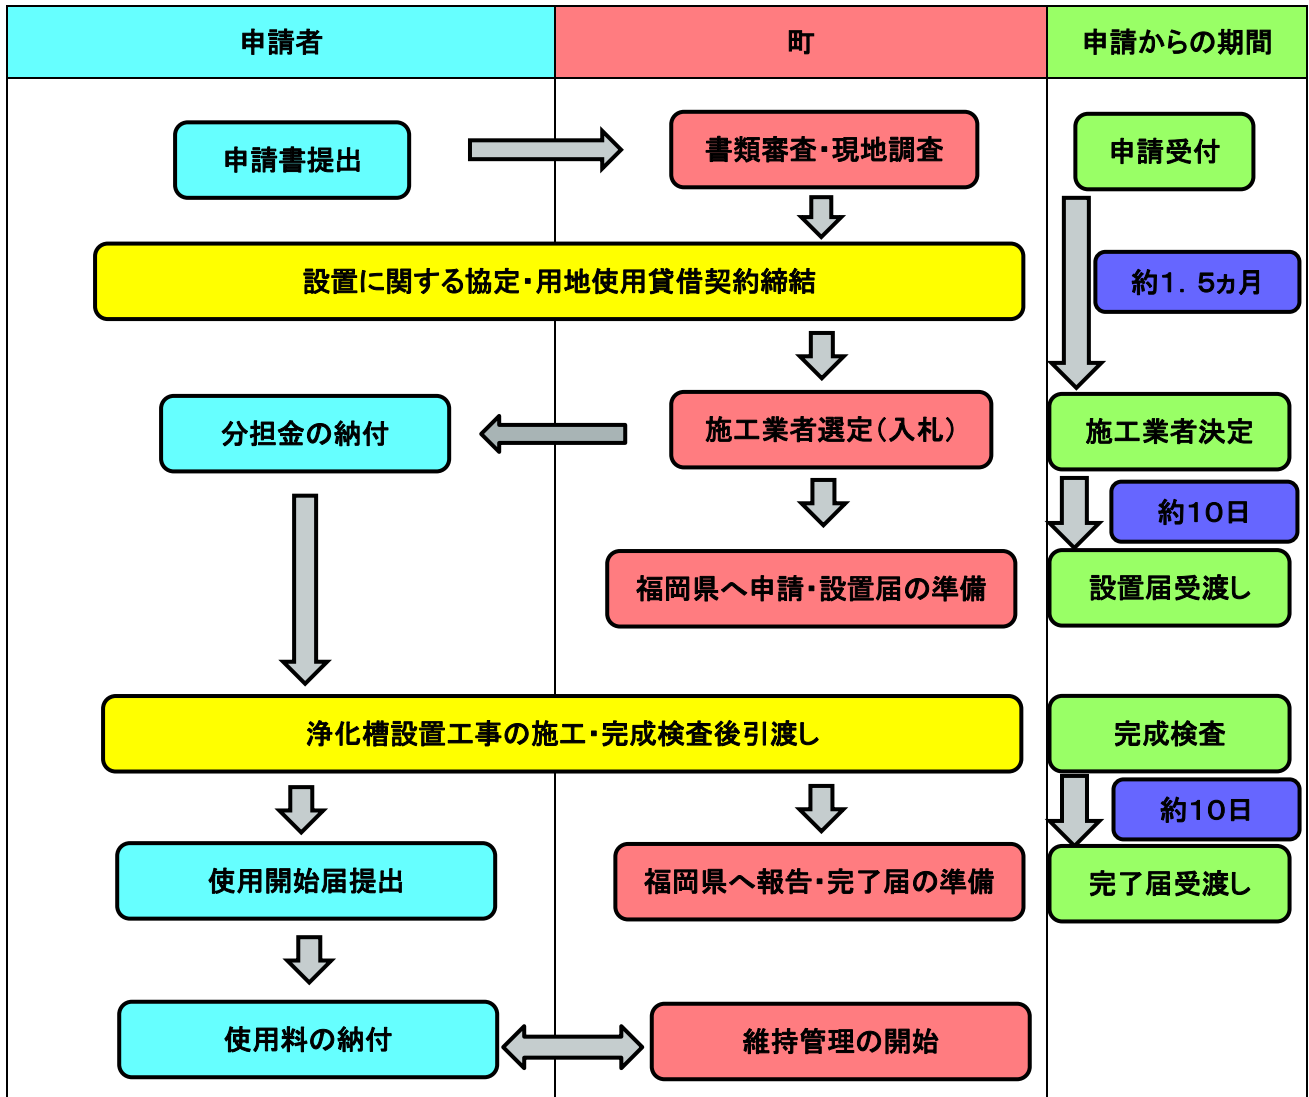 申請者
町
申請からの期間
申請書提出
書類審査・現地調査
申請受付
設置に関する協定・用地使用貸借契約締結
約1．5ヵ月
分担金の納付
施工業者選定（入札）
施工業者決定
約10日
福岡県へ申請・設置届の準備
設置届受渡し
浄化槽設置工事の施工・完成検査後引渡し
完成検査
約10日
使用開始届提出
福岡県へ報告・完了届の準備
完了届受渡し
使用料の納付
維持管理の開始